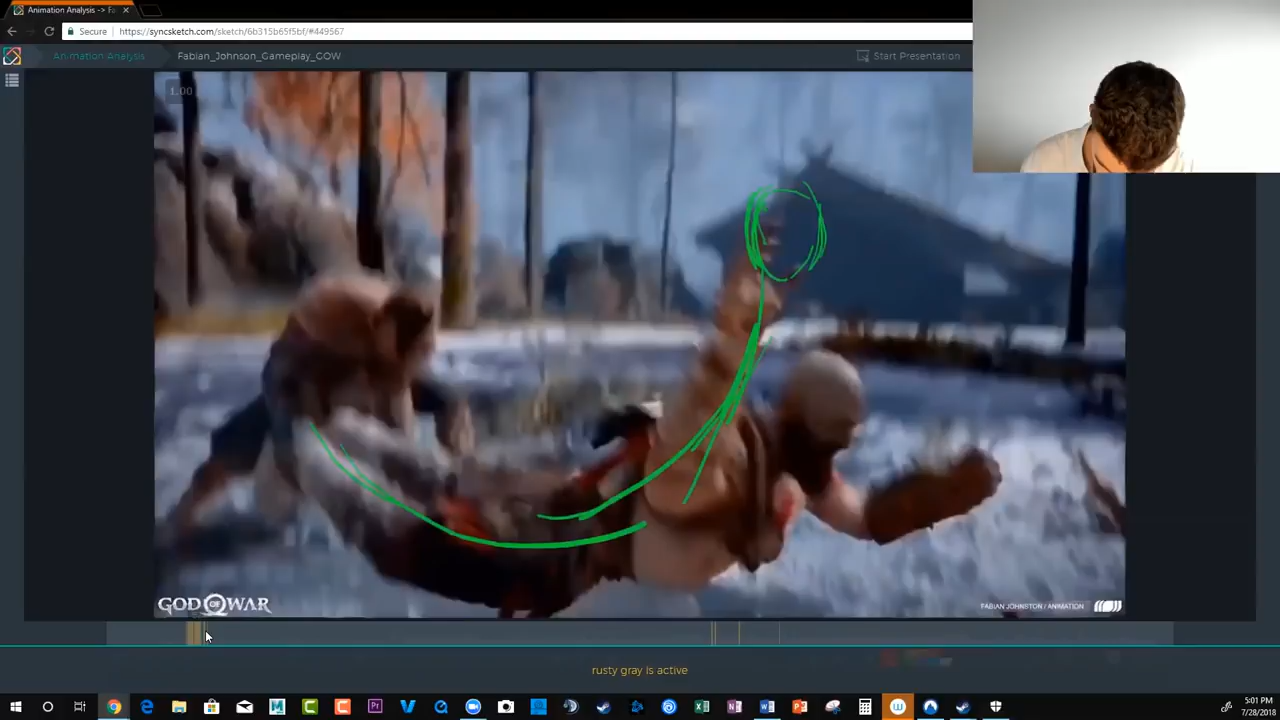 Animation Analysis -> Fa
Secure
https://syncsketch.com/sketch/6b315b65f5bf/#449567
Animation Analysis
Fabian_Johnson_Gameplay_GOW
Start Presentation
1.00
GOD OF WAR
FABIAN JOHNSTON / ANIMATION
rusty gray is active
5:01 PM
7/28/2018